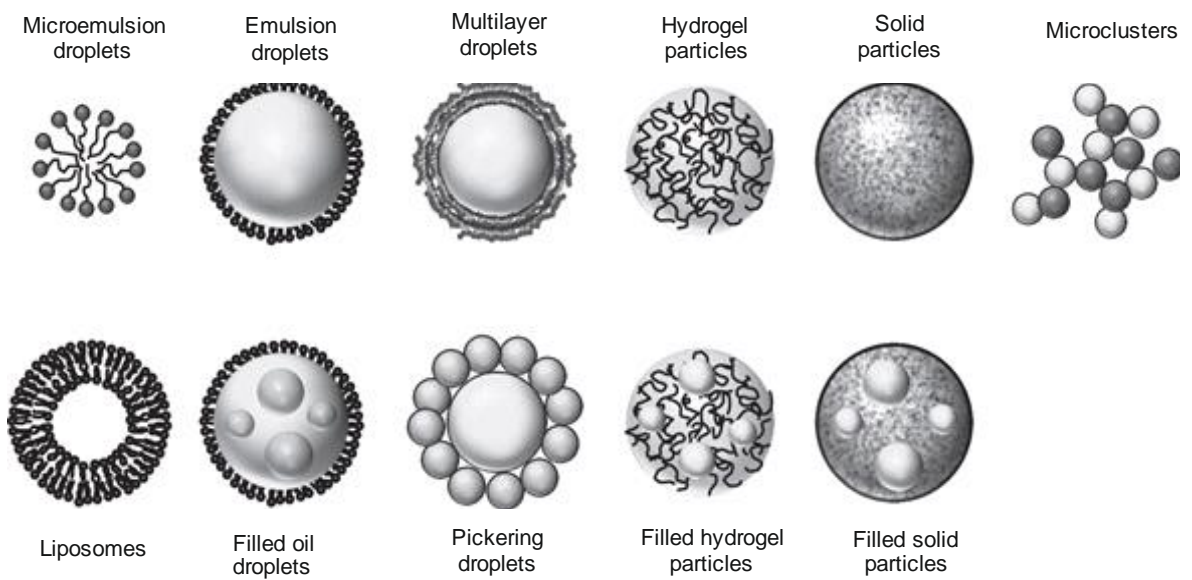 Microemulsion
droplets
Emulsion
droplets
Multilayer
droplets
Hydrogel
particles
Solid
particles
Microclusters
Liposomes
Filled oil
droplets
Pickering
droplets
Filled hydrogel
particles
Filled solid
particles